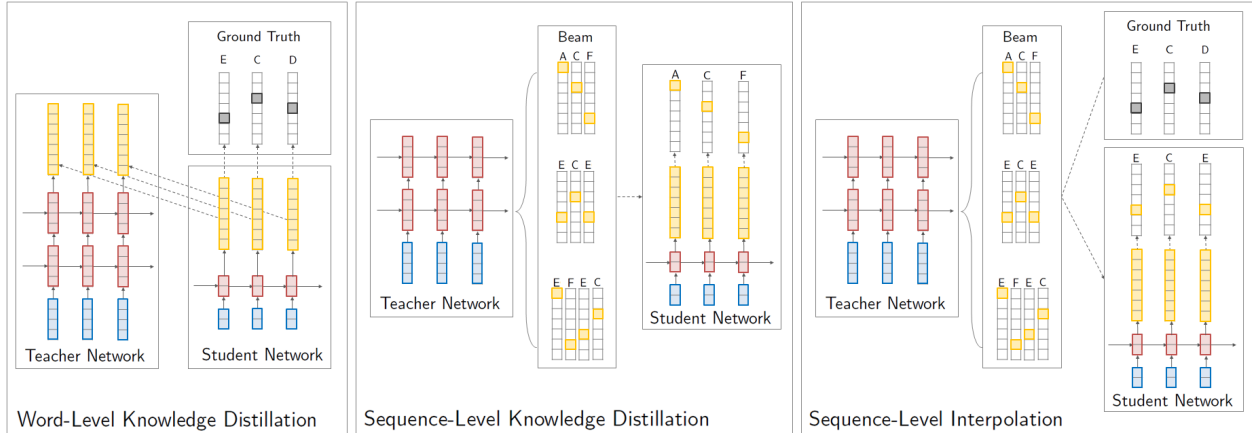 Ground Truth
E C D
Teacher Network
Student Network
Word-Level Knowledge Distillation
Beam
A C F
E C E
E F E C
Teacher Network
A C F
Student Network
Sequence-Level Knowledge Distillation
Beam
A C F
E C E
E F E C
Teacher Network
Ground Truth
E C D
E C E
Student Network
Sequence-Level Interpolation